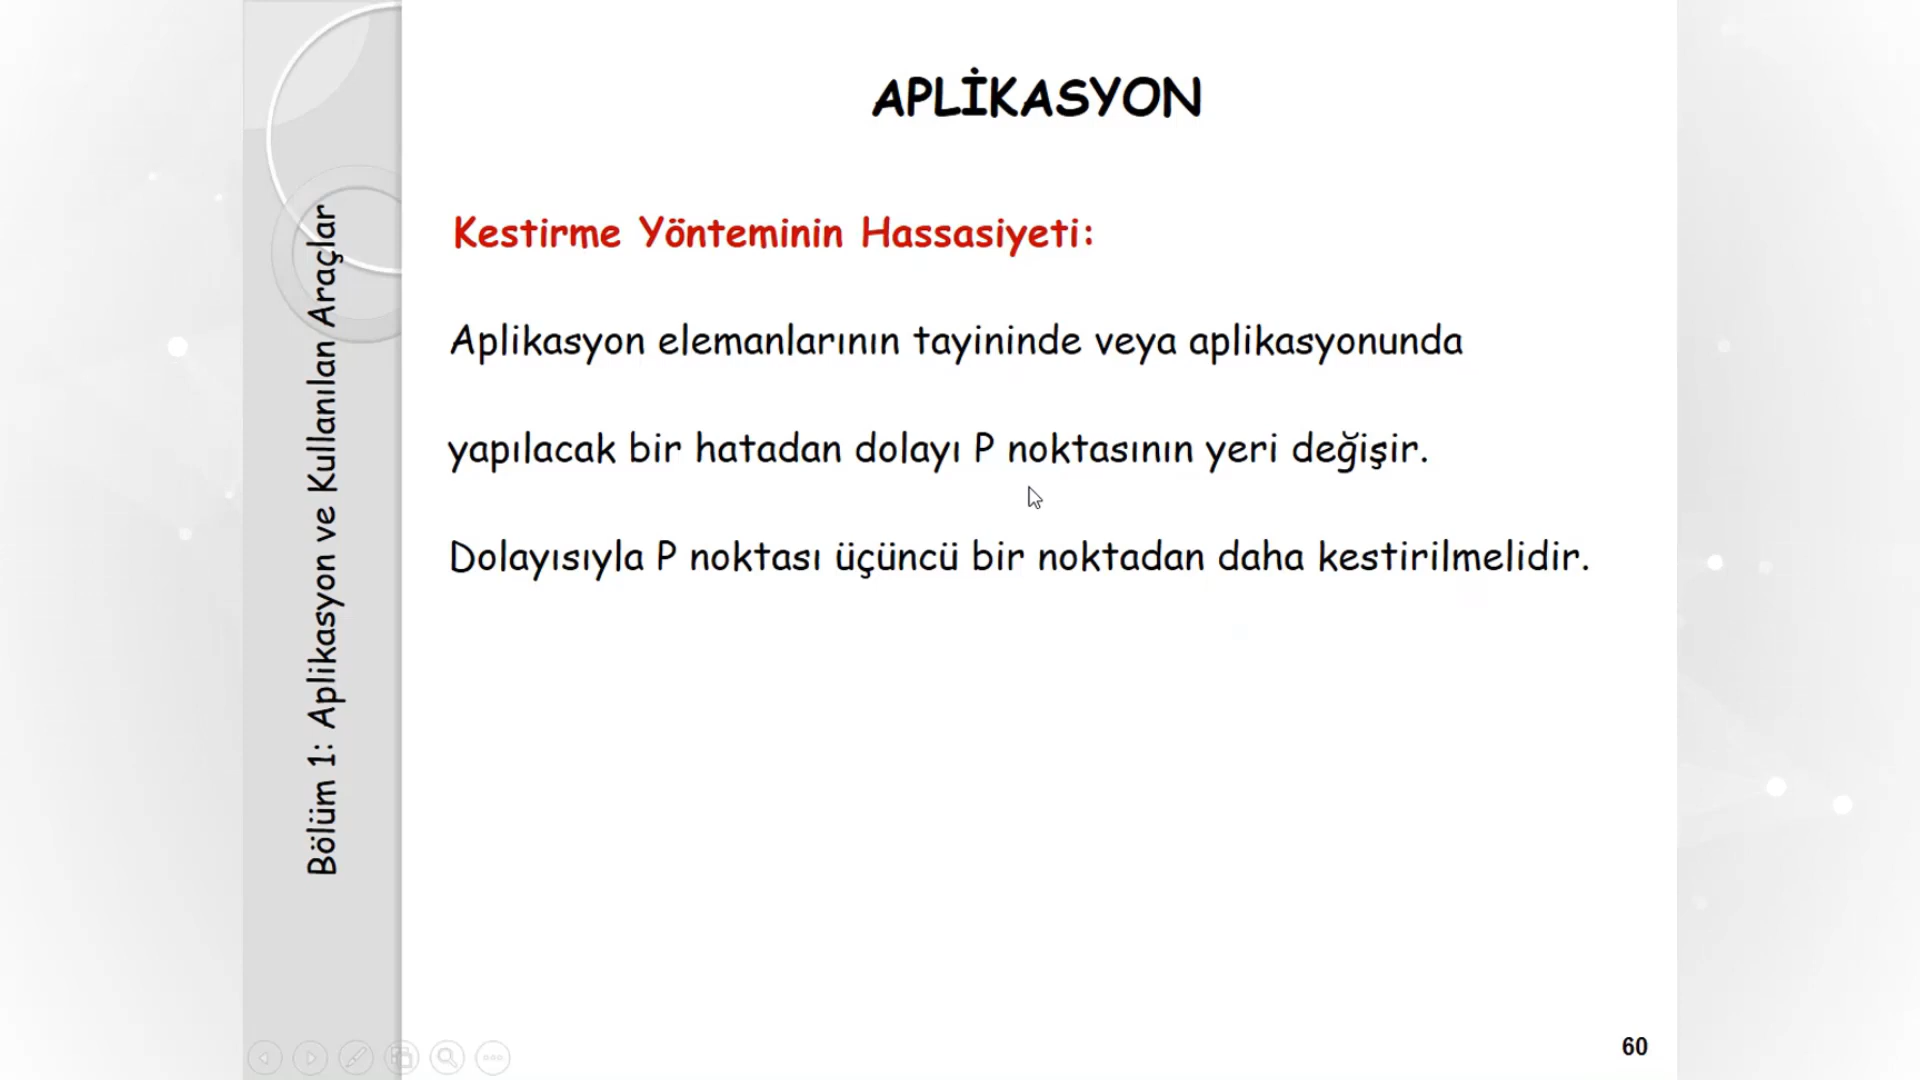 APLİKASYON
Kestirme Yönteminin Hassasiyeti:
Aplikasyon elemanlarının tayininde veya aplikasyonunda
yapılacak bir hatadan dolayı P noktasının yeri değişir.
Dolayısıyla P noktası üçüncü bir noktadan daha kestirilmelidir.
Bölüm 1: Aplikasyon ve Kullanılan Araçlar
60